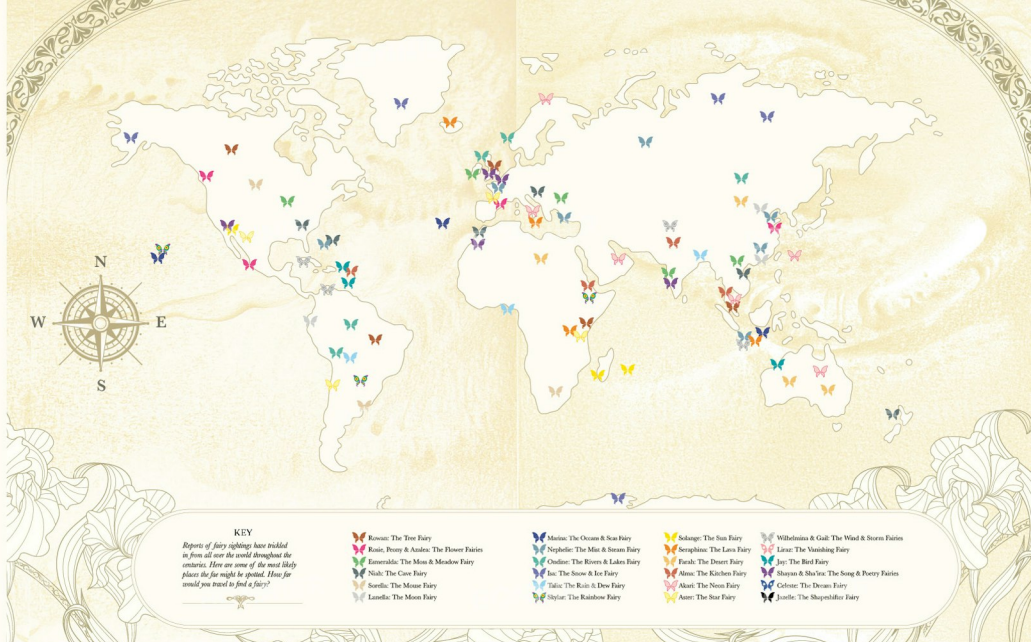 N
W
E
S
KEY
Reports of fairy sightings have trickled
in from all over the world throughout the
centuries. Here are some of the most likely
places the fae might be spotted. How far
would you travel to find a fairy?
Rowan: The Tree Fairy
Rosie, Peony & Azalea: The Flower Fairies
Esmeralda: The Moss & Meadow Fairy
Niah: The Cave Fairy
Sorella: The Mouse Fairy
Lunella: The Moon Fairy
Marina: The Oceans & Seas Fairy
Nephelie: The Mist & Steam Fairy
Ondine: The Rivers & Lakes Fairy
Isa: The Snow & Ice Fairy
Talia: The Rain & Dew Fairy
Skylar: The Rainbow Fairy
Solange: The Sun Fairy
Seraphina: The Lava Fairy
Farah: The Desert Fairy
Alma: The Kitchen Fairy
Akari: The Neon Fairy
Aster: The Star Fairy
Wilhelmina & Gail: The Wind & Storm Fairies
Liraz: The Vanishing Fairy
Jay: The Bird Fairy
Shayan & Sha'ira: The Song & Poetry Fairies
Celeste: The Dream Fairy
Jazelle: The Shapeshifter Fairy